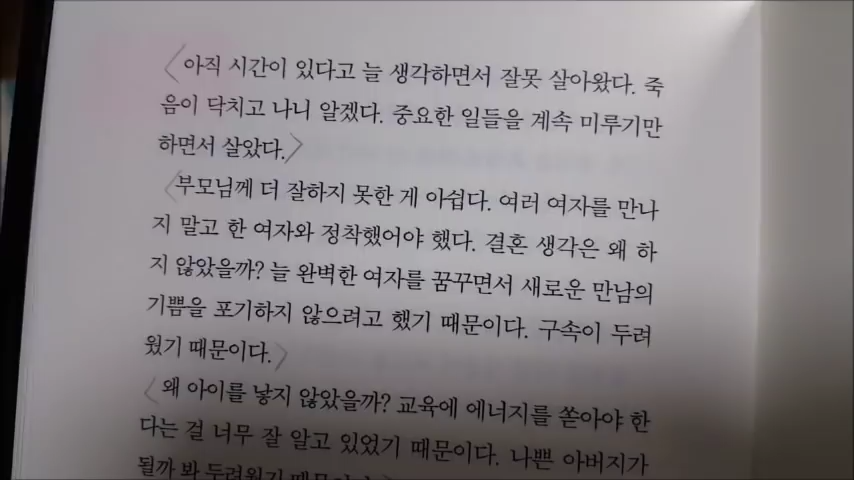 〈아직 시간이 있다고 늘 생각하면서 잘못 살아왔다. 죽
음이 닥치고 나니 알겠다. 중요한 일들을 계속 미루기만
하면서 살았다.〉
〈부모님께 더 잘하지 못한 게 아쉽다. 여러 여자를 만나
지 말고 한 여자와 정착했어야 했다. 결혼 생각은 왜 하
지 않았을까? 늘 완벽한 여자를 꿈꾸면서 새로운 만남의
기쁨을 포기하지 않으려고 했기 때문이다. 구속이 두려
웠기 때문이다.〉
〈왜 아이를 낳지 않았을까? 교육에 에너지를 쏟아야 한
다는 걸 너무 잘 알고 있었기 때문이다. 나쁜 아버지가
될까 봐 두려웠기